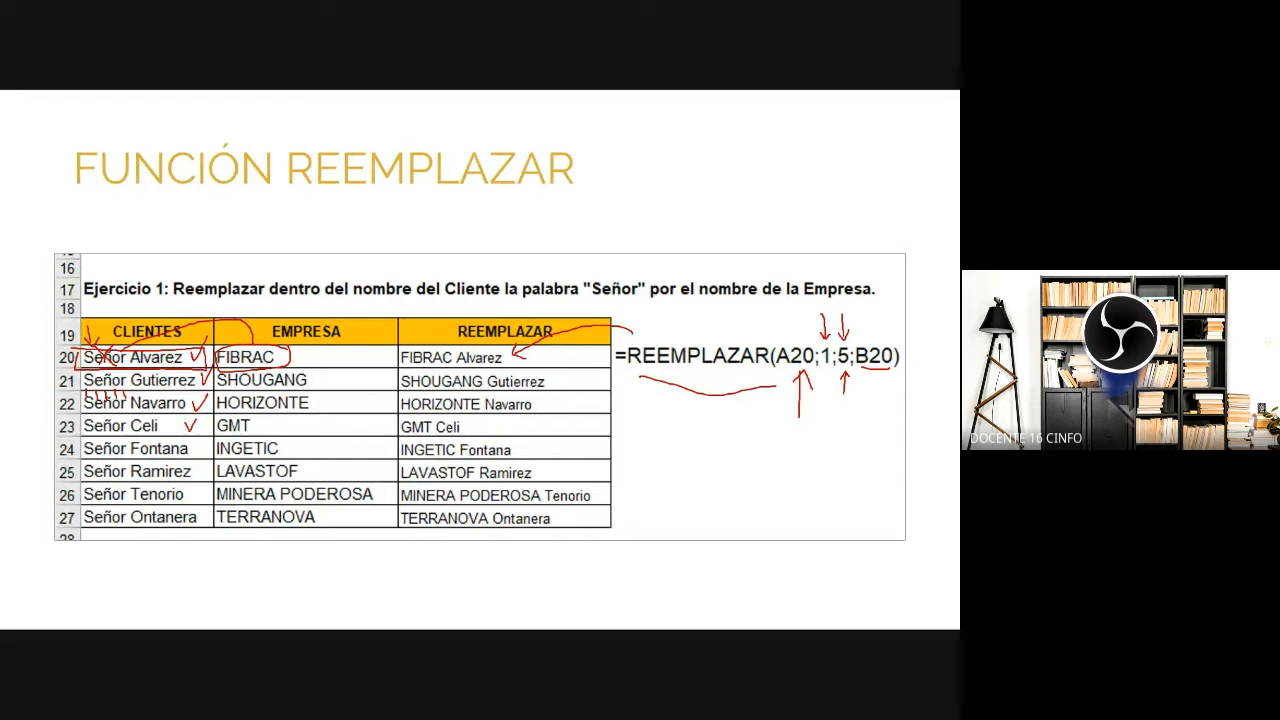 FUNCIÓN REEMPLAZAR
16
17 Ejercicio 1: Reemplazar dentro del nombre del Cliente la palabra "Señor" por el nombre de la Empresa.
18
19 CLIENTES EMPRESA REEMPLAZAR
20 Señor Alvarez FIBRAC FIBRAC Alvarez =REEMPLAZAR(A20;1;5;B20)
21 Señor Gutierrez SHOUGANG SHOUGANG Gutierrez
22 Señor Navarro HORIZONTE HORIZONTE Navarro
23 Señor Celi GMT GMT Celi
24 Señor Fontana INGETIC INGETIC Fontana
25 Señor Ramirez LAVASTOF LAVASTOF Ramirez
26 Señor Tenorio MINERA PODEROSA MINERA PODEROSA Tenorio
27 Señor Ontanera TERRANOVA TERRANOVA Ontanera
DOCENTE 16 CINFO